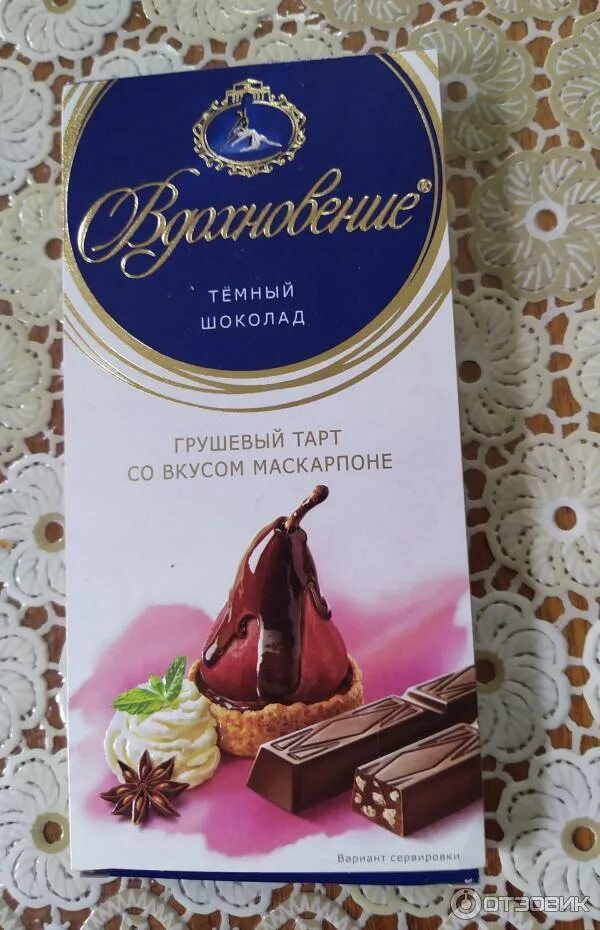 Вдохновение®
ТЁМНЫЙ
ШОКОЛАД
ГРУШЕВЫЙ ТАРТ
СО ВКУСОМ МАСКАРПОНЕ
Вариант сервировки
ОТЗОВИК